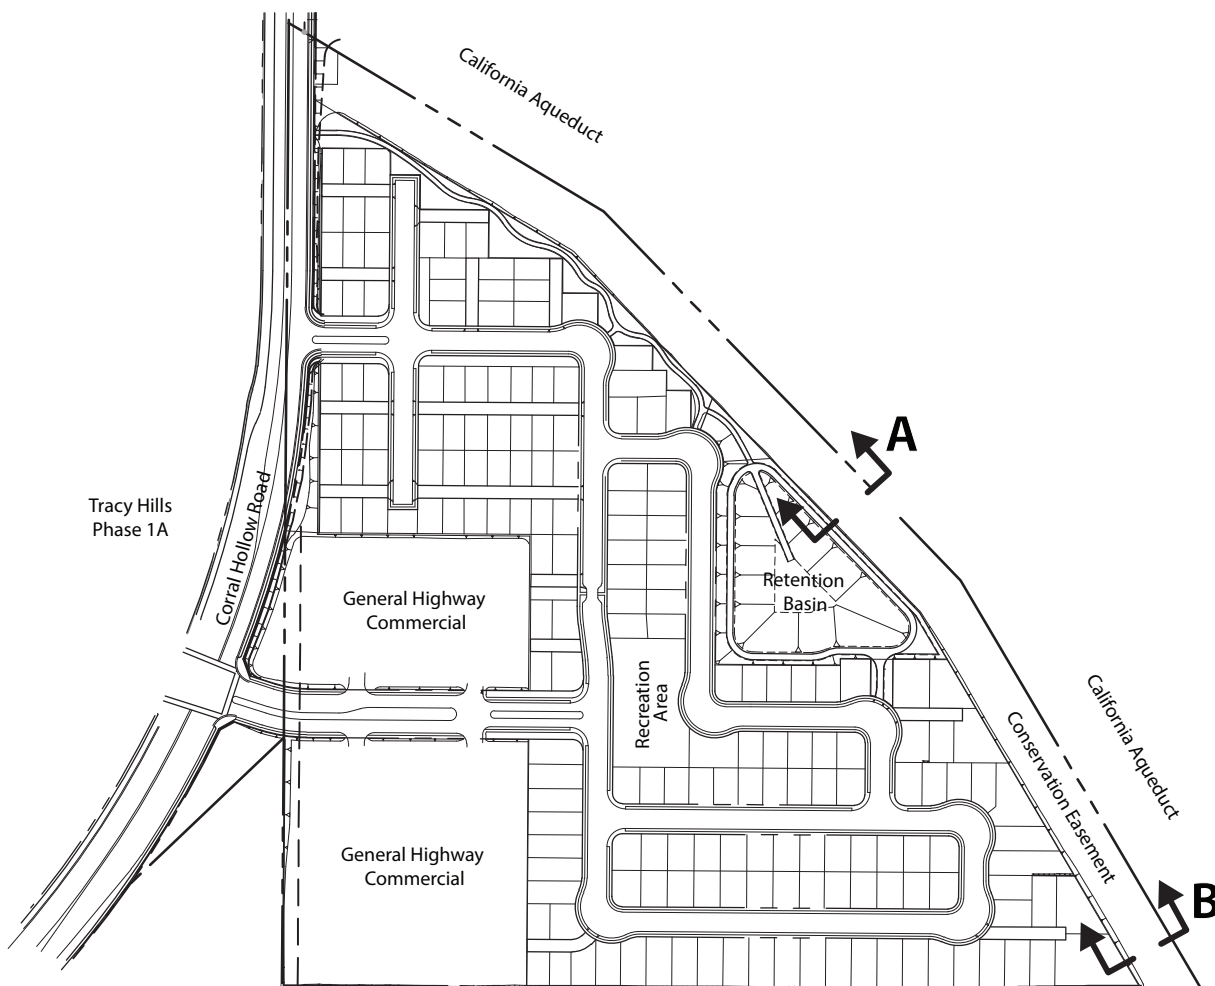 California Aqueduct
A
Tracy Hills
Phase 1A
Corral Hollow Road
Retention
Basin
General Highway
Commercial
Recreation
Area
California Aqueduct
Conservation Easement
General Highway
Commercial
B